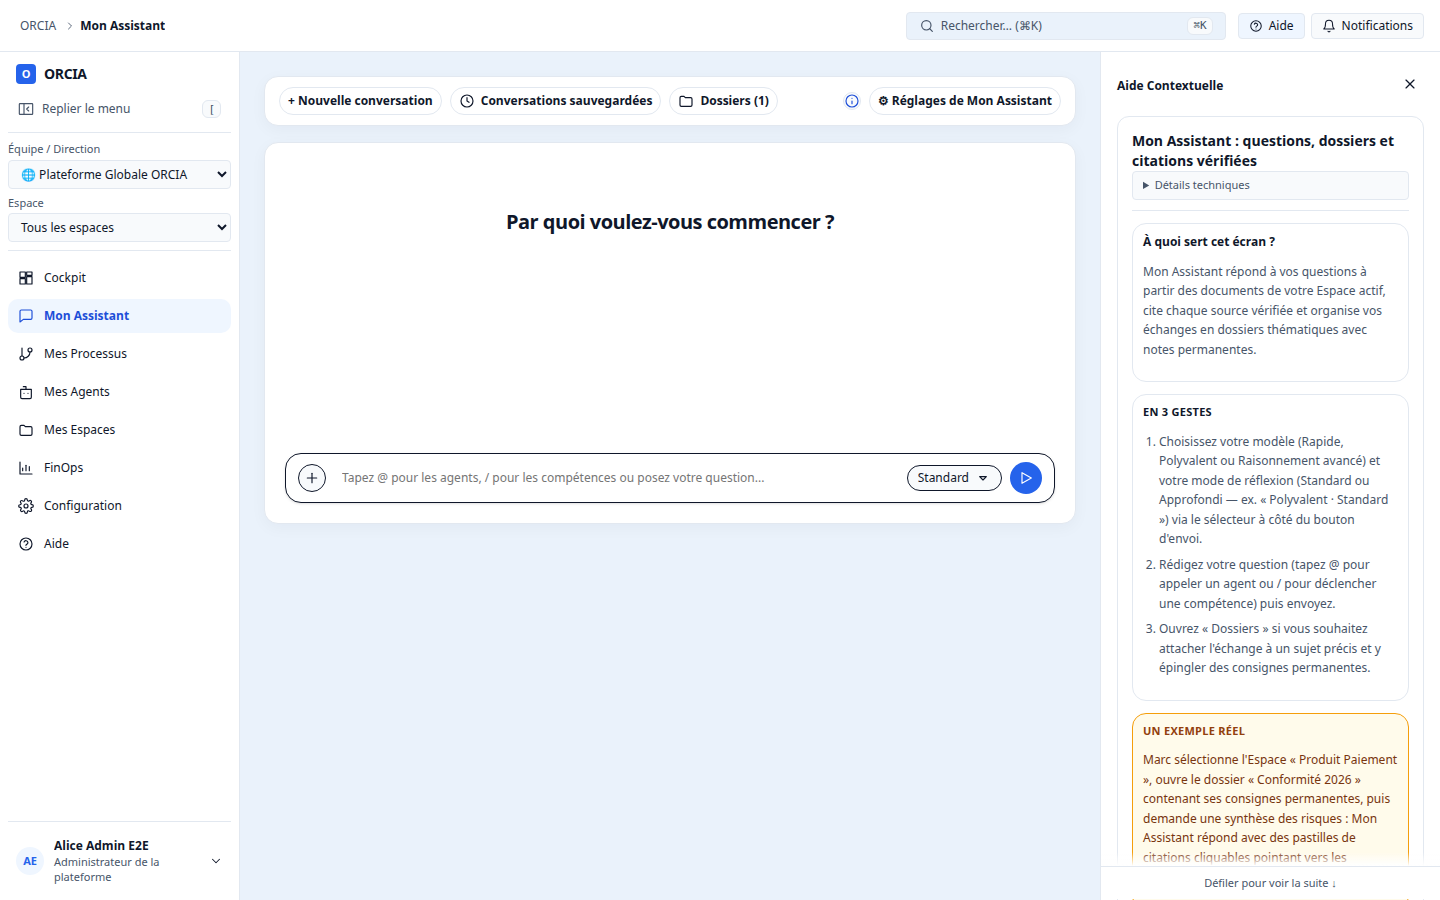 ORCIA > Mon Assistant
Rechercher... (⌘K)
⌘K
Aide
Notifications
O ORCIA
Replier le menu [
Équipe / Direction
🌐 Plateforme Globale ORCIA
Espace
Tous les espaces
Cockpit
Mon Assistant
Mes Processus
Mes Agents
Mes Espaces
FinOps
Configuration
Aide
AE
Alice Admin E2E
Administrateur de la
plateforme
+ Nouvelle conversation
Conversations sauvegardées
Dossiers (1)
⚙ Réglages de Mon Assistant
Par quoi voulez-vous commencer ?
Tapez @ pour les agents, / pour les compétences ou posez votre question...
Standard
Aide Contextuelle
Mon Assistant : questions, dossiers et
citations vérifiées
▶ Détails techniques
À quoi sert cet écran ?
Mon Assistant répond à vos questions à
partir des documents de votre Espace actif,
cite chaque source vérifiée et organise vos
échanges en dossiers thématiques avec
notes permanentes.
EN 3 GESTES
1. Choisissez votre modèle (Rapide,
Polyvalent ou Raisonnement avancé) et
votre mode de réflexion (Standard ou
Approfondi — ex. « Polyvalent · Standard
») via le sélecteur à côté du bouton
d'envoi.
2. Rédigez votre question (tapez @ pour
appeler un agent ou / pour déclencher
une compétence) puis envoyez.
3. Ouvrez « Dossiers » si vous souhaitez
attacher l'échange à un sujet précis et y
épingler des consignes permanentes.
UN EXEMPLE RÉEL
Marc sélectionne l'Espace « Produit Paiement
», ouvre le dossier « Conformité 2026 »
contenant ses consignes permanentes, puis
demande une synthèse des risques : Mon
Assistant répond avec des pastilles de
citations cliquables pointant vers les
Défiler pour voir la suite ↓